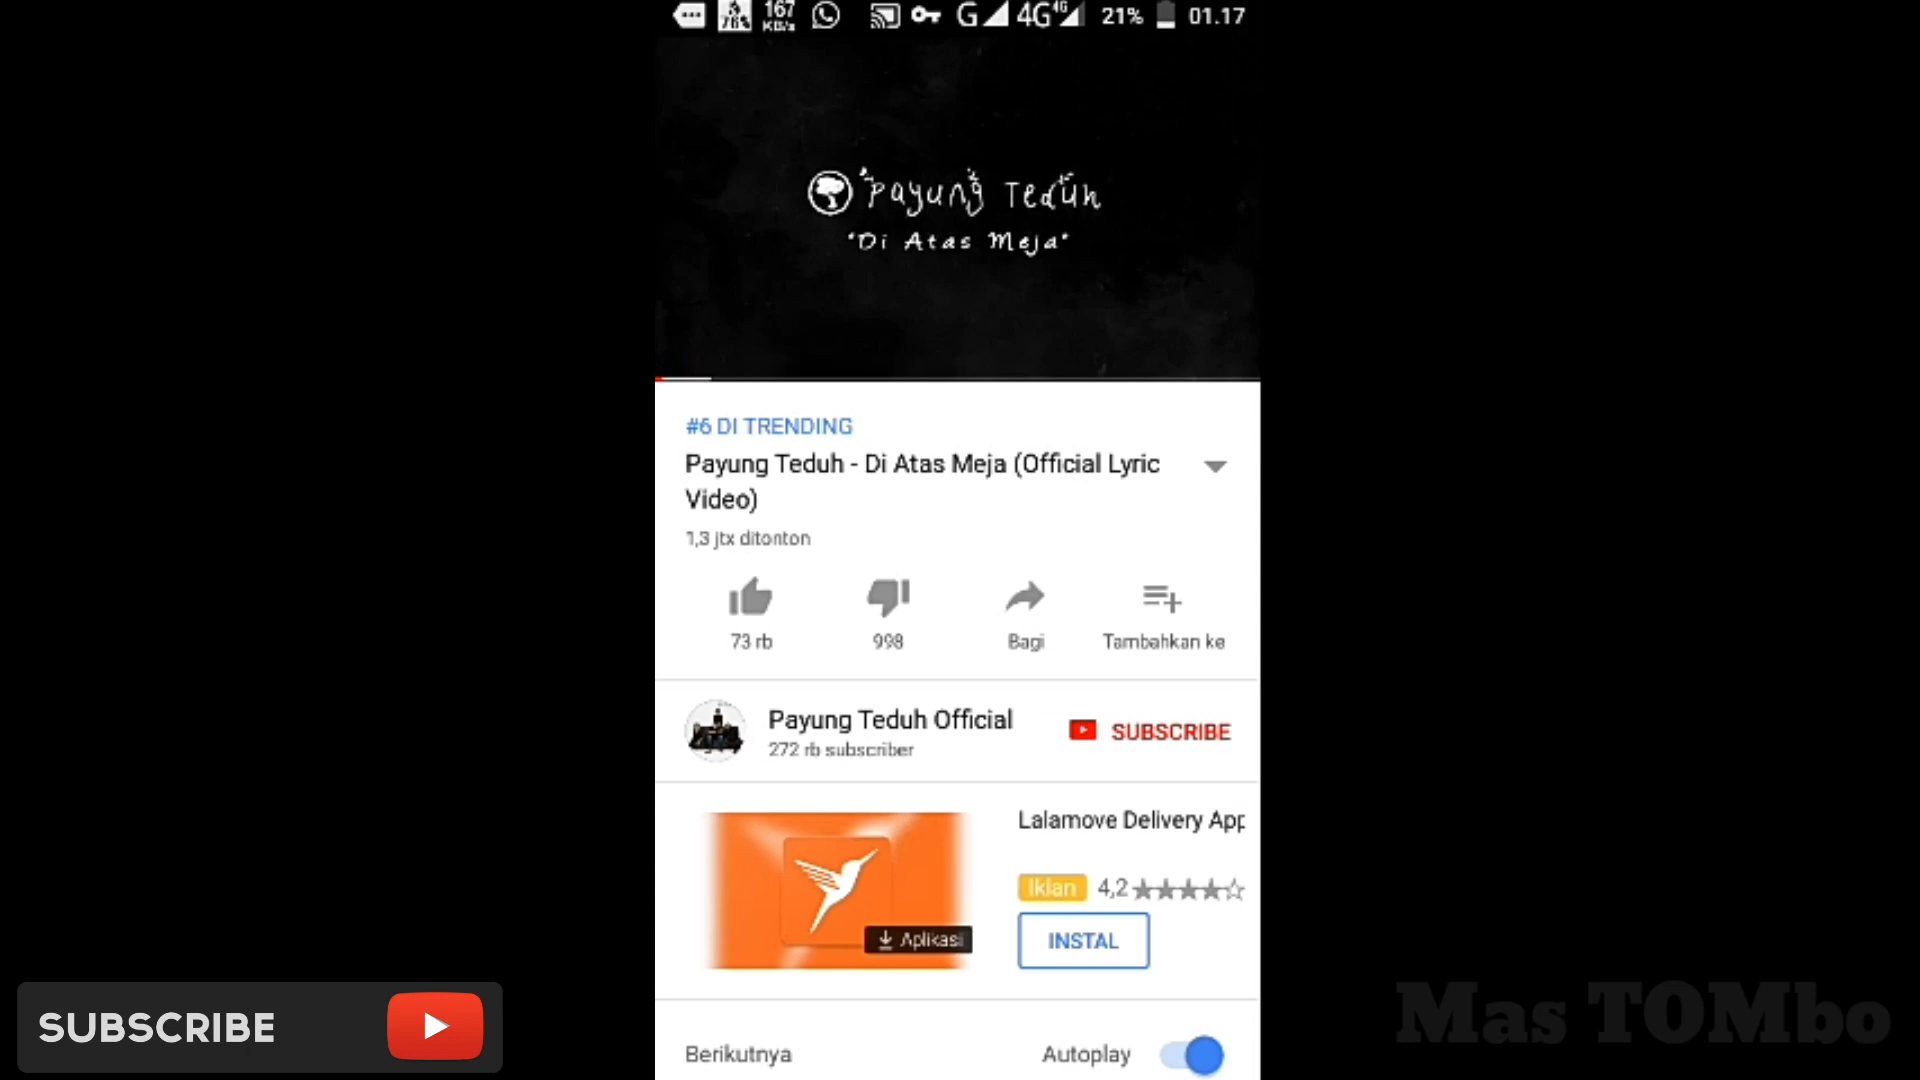 167
KB/s
G 4G 4G 21% 01.17
Payung Teduh
"Di Atas Meja"
#6 DI TRENDING
Payung Teduh - Di Atas Meja (Official Lyric
Video)
1,3 jtx ditonton
73 rb 998 Bagi Tambahkan ke
Payung Teduh Official
272 rb subscriber
SUBSCRIBE
Lalamove Delivery App
Iklan 4,2
Aplikasi
INSTAL
Berikutnya Autoplay
SUBSCRIBE
Mas TOMbo